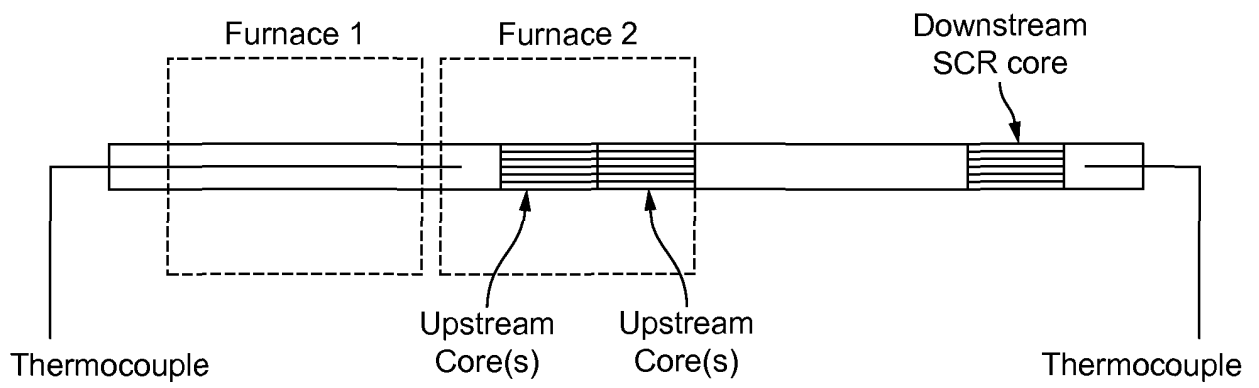 Furnace 1
Furnace 2
Downstream
SCR core
Upstream
Core(s)
Upstream
Core(s)
Thermocouple
Thermocouple